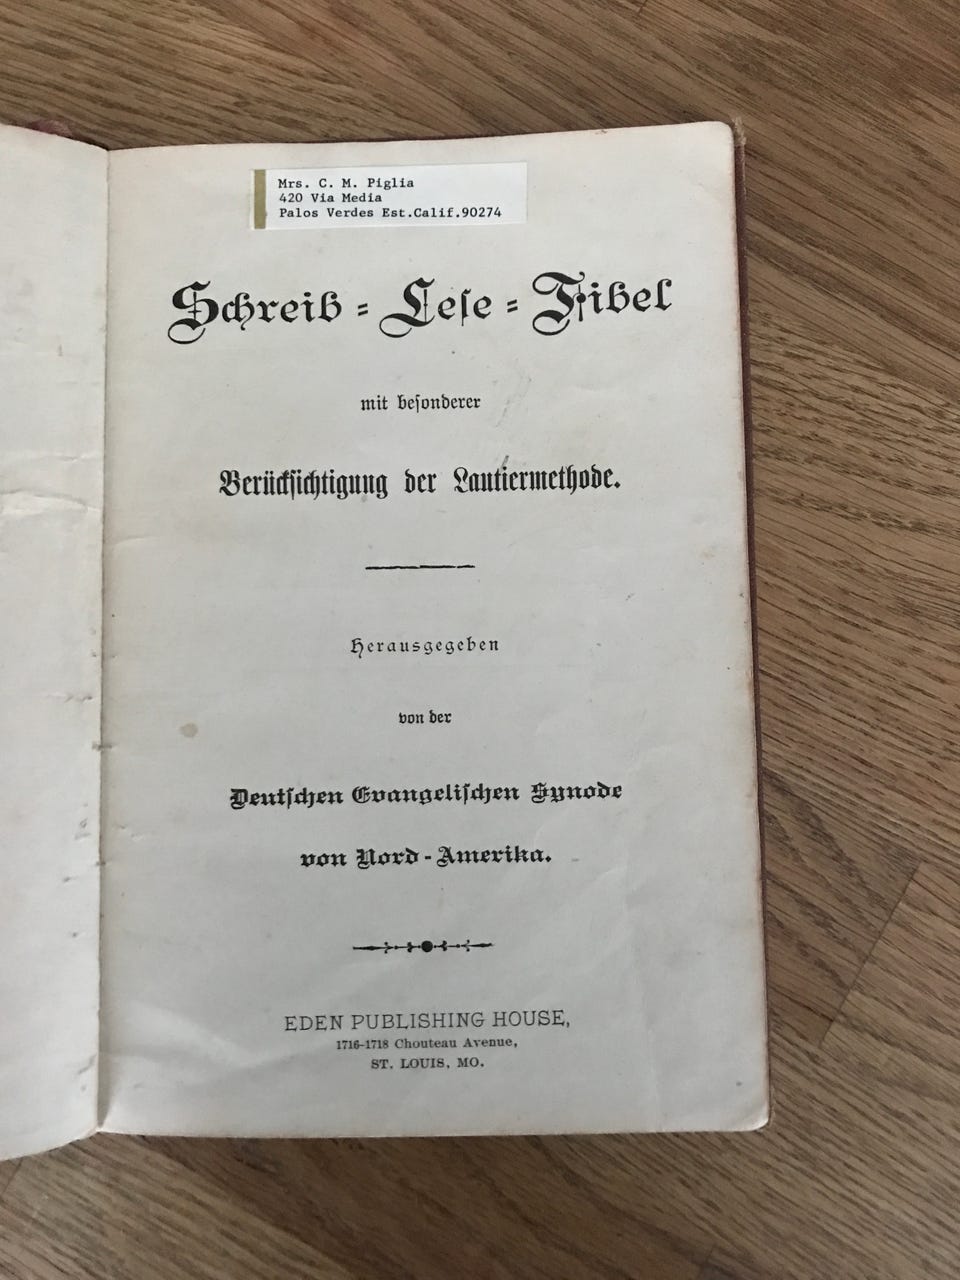 Mrs. C. M. Piglia
420 Via Media
Palos Verdes Est.Calif.90274
Schreib = Leſe = Fibel
mit beſonderer
Berückſichtigung der Lautiermethode.
Herausgegeben
von der
Deutſchen Evangeliſchen Synode
von Nord-Amerika.
EDEN PUBLISHING HOUSE,
1716-1718 Chouteau Avenue,
ST. LOUIS, MO.